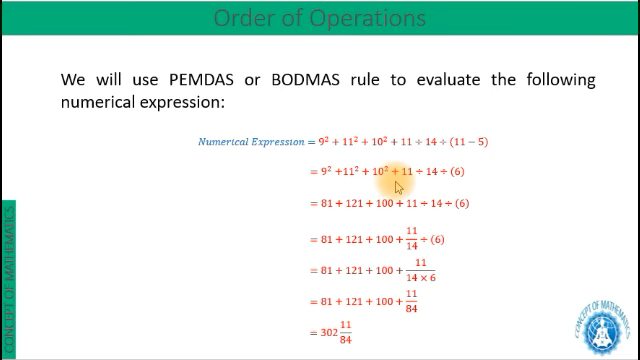 Order of Operations
We will use PEMDAS or BODMAS rule to evaluate the following
numerical expression:
Numerical Expression = 9² + 11² + 10² + 11 ÷ 14 ÷ (11 − 5)
= 9² +11² + 10² + 11 ÷ 14 ÷ (6)
= 81 + 121 + 100 + 11 ÷ 14 ÷ (6)
= 81 + 121 + 100 + 11/14 ÷ (6)
= 81 + 121 + 100 + 11/(14 × 6)
= 81 + 121 + 100 + 11/84
= 302 11/84
CONCEPT OF MATHEMATICS
CONCEPT OF MATHEMATICS